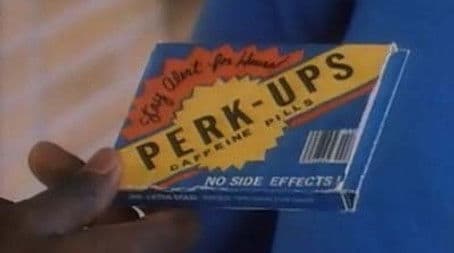 Stay Alert for Hours!
PERK-UPS
CAFFEINE PILLS
NO SIDE EFFECTS!